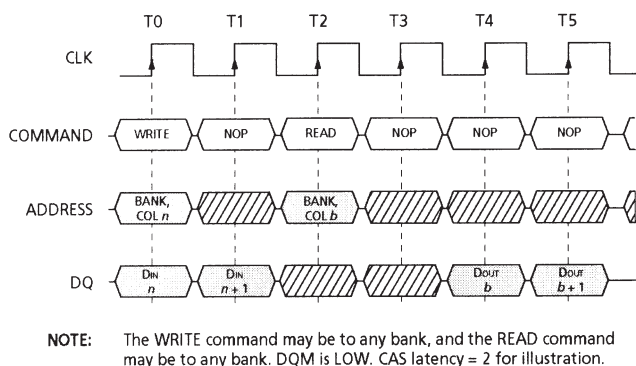 T0 T1 T2 T3 T4 T5
CLK
COMMAND WRITE NOP READ NOP NOP NOP
ADDRESS BANK, COL n BANK, COL b
DQ DIN n DIN n + 1 DOUT b DOUT b + 1
NOTE: The WRITE command may be to any bank, and the READ command
may be to any bank. DQM is LOW. CAS latency = 2 for illustration.